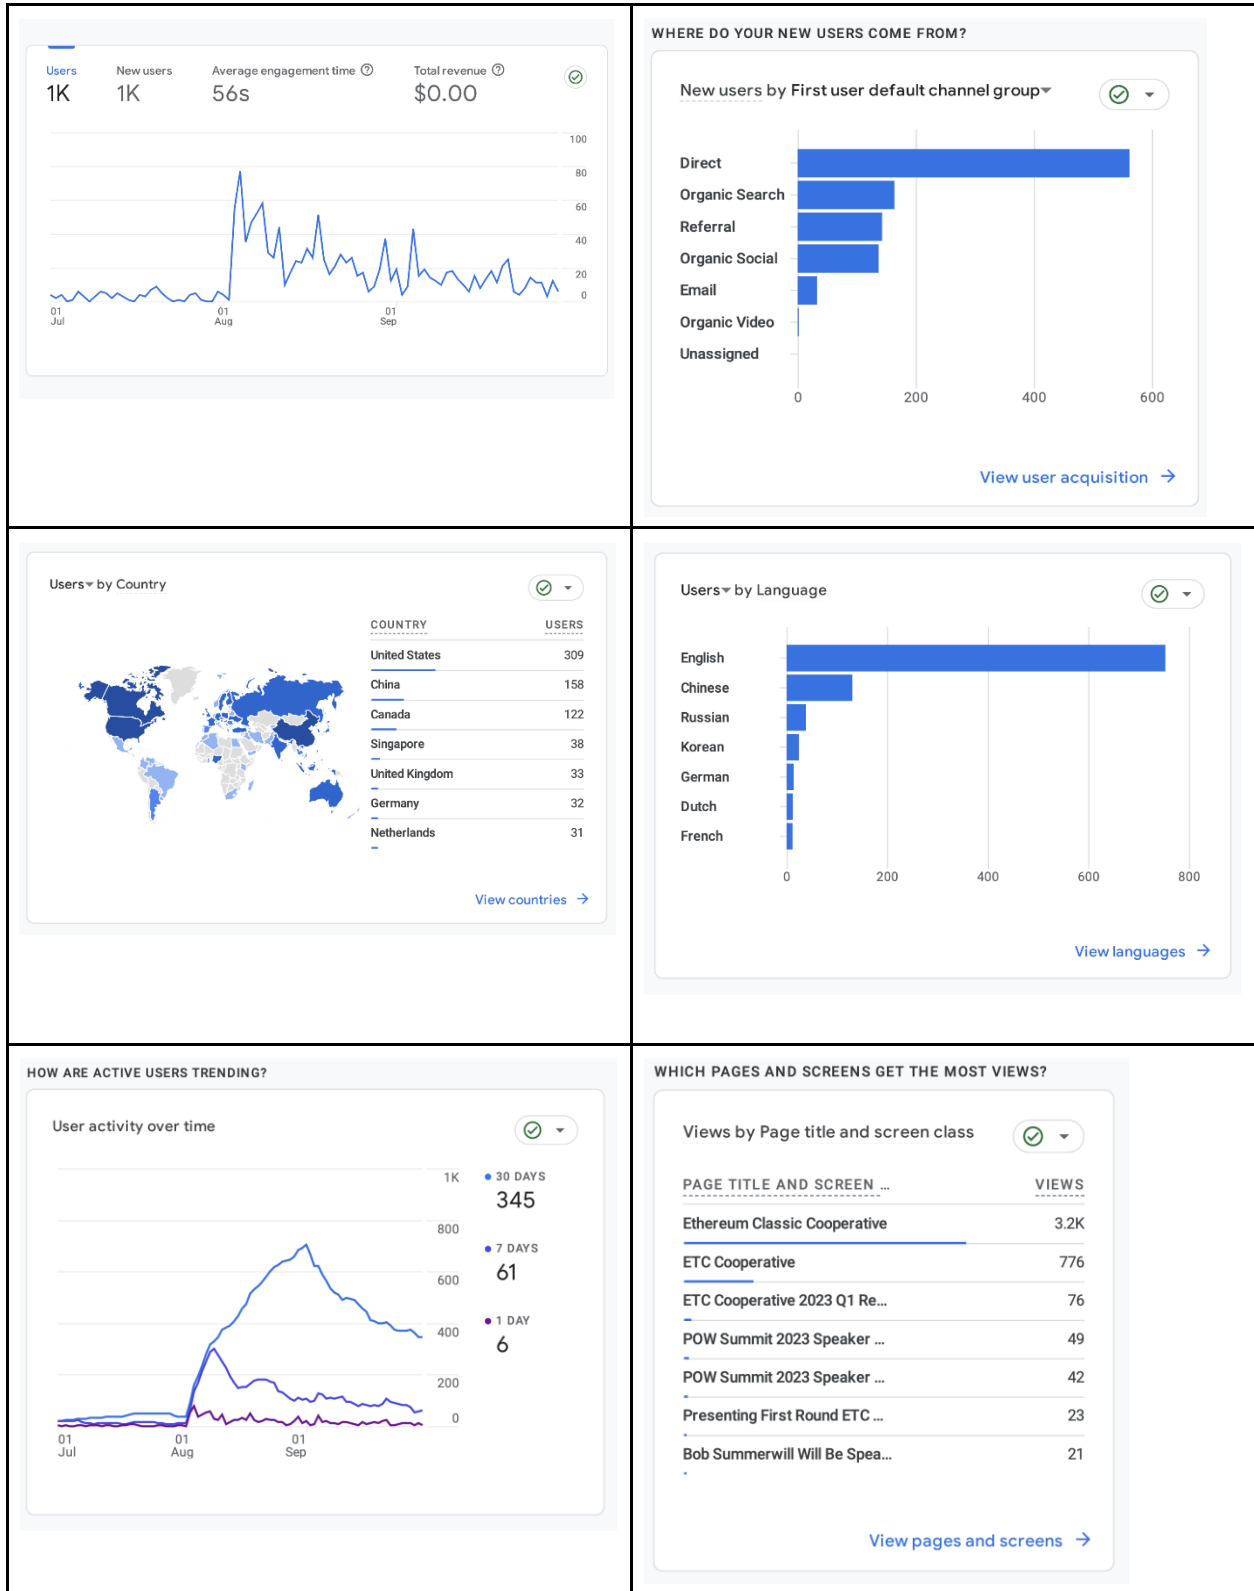 Users New users Average engagement time Total revenue
1K 1K 56s $0.00
100
80
60
40
20
0
01 01 01
Jul Aug Sep
WHERE DO YOUR NEW USERS COME FROM?
New users by First user default channel group
Direct
Organic Search
Referral
Organic Social
Email
Organic Video
Unassigned
0 200 400 600
View user acquisition
Users by Country
COUNTRY USERS
United States 309
China 158
Canada 122
Singapore 38
United Kingdom 33
Germany 32
Netherlands 31
View countries
Users by Language
English
Chinese
Russian
Korean
German
Dutch
French
0 200 400 600 800
View languages
HOW ARE ACTIVE USERS TRENDING?
User activity over time
1K
800
600
400
200
0
01 01 01
Jul Aug Sep
30 DAYS
345
7 DAYS
61
1 DAY
6
WHICH PAGES AND SCREENS GET THE MOST VIEWS?
Views by Page title and screen class
PAGE TITLE AND SCREEN ... VIEWS
Ethereum Classic Cooperative 3.2K
ETC Cooperative 776
ETC Cooperative 2023 Q1 Re... 76
POW Summit 2023 Speaker ... 49
POW Summit 2023 Speaker ... 42
Presenting First Round ETC ... 23
Bob Summerwill Will Be Spea... 21
View pages and screens